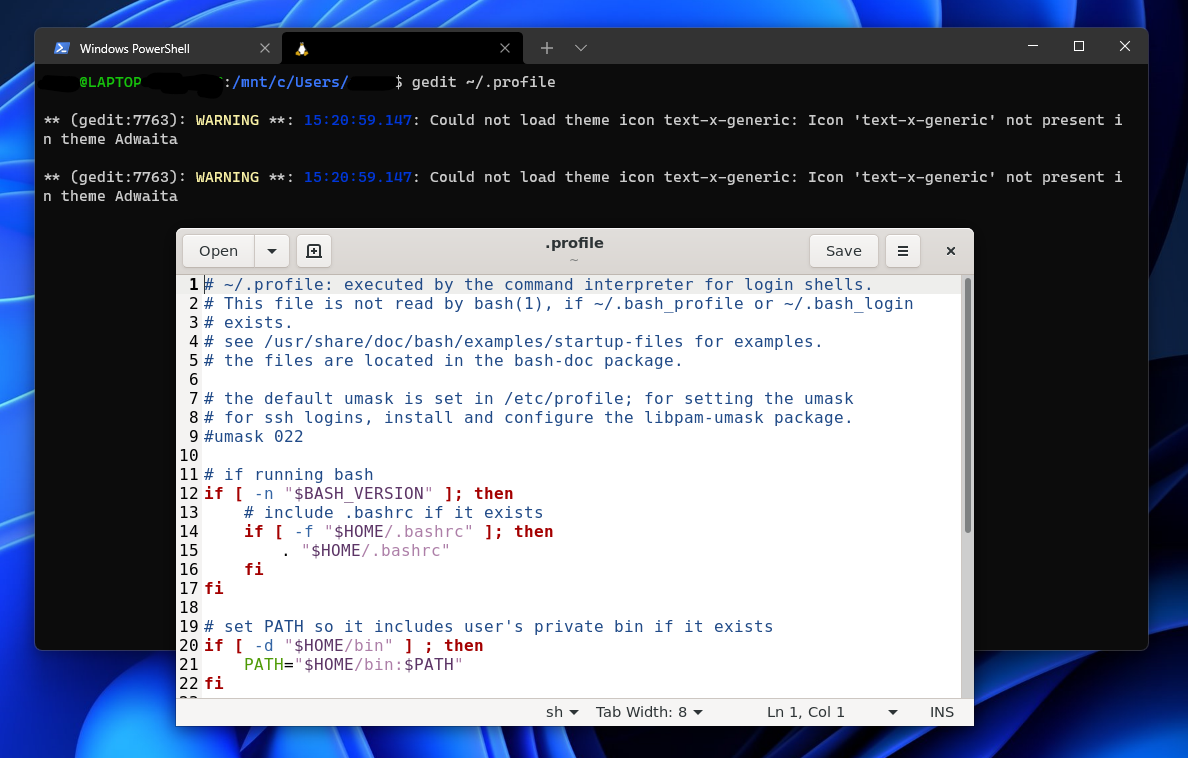 Windows PowerShell
@LAPTOP :/mnt/c/Users/ $ gedit ~/.profile
** (gedit:7763): WARNING **: 15:20:59.147: Could not load theme icon text-x-generic: Icon 'text-x-generic' not present i
n theme Adwaita
** (gedit:7763): WARNING **: 15:20:59.147: Could not load theme icon text-x-generic: Icon 'text-x-generic' not present i
n theme Adwaita
Open .profile Save
~
1 # ~/.profile: executed by the command interpreter for login shells.
2 # This file is not read by bash(1), if ~/.bash_profile or ~/.bash_login
3 # exists.
4 # see /usr/share/doc/bash/examples/startup-files for examples.
5 # the files are located in the bash-doc package.
6
7 # the default umask is set in /etc/profile; for setting the umask
8 # for ssh logins, install and configure the libpam-umask package.
9 #umask 022
10
11 # if running bash
12 if [ -n "$BASH_VERSION" ]; then
13     # include .bashrc if it exists
14     if [ -f "$HOME/.bashrc" ]; then
15         . "$HOME/.bashrc"
16     fi
17 fi
18
19 # set PATH so it includes user's private bin if it exists
20 if [ -d "$HOME/bin" ] ; then
21     PATH="$HOME/bin:$PATH"
22 fi
sh Tab Width: 8 Ln 1, Col 1 INS